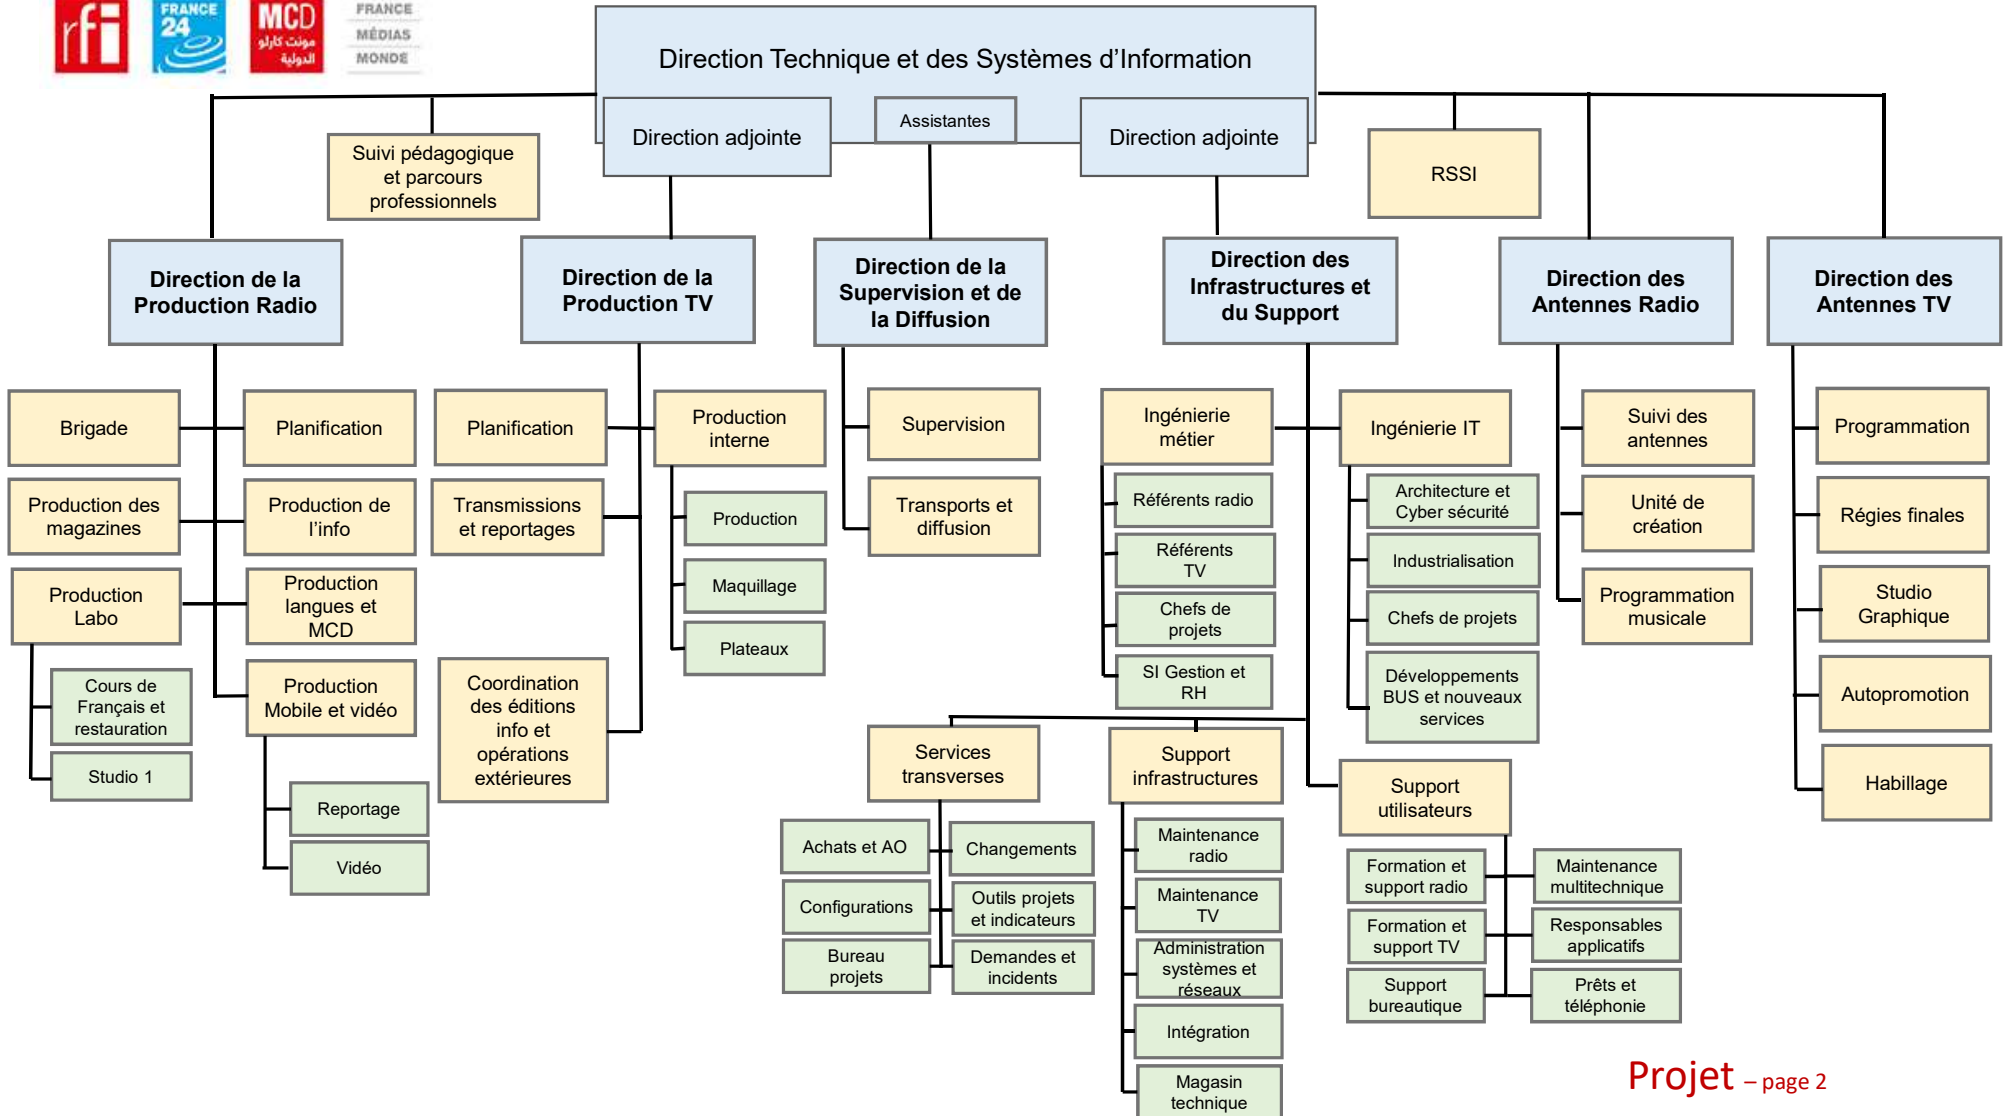 rfi
FRANCE
24
MCD
مونت كارلو
الدولية
FRANCE
MÉDIAS
MONDE
Direction Technique et des Systèmes d’Information
Direction adjointe
Assistantes
Direction adjointe
Suivi pédagogique
et parcours
professionnels
RSSI
Direction de la
Production Radio
Direction de la
Production TV
Direction de la
Supervision et de
la Diffusion
Direction des
Infrastructures et
du Support
Direction des
Antennes Radio
Direction des
Antennes TV
Brigade
Planification
Production des
magazines
Production de
l’info
Production
Labo
Production
langues et
MCD
Cours de
Français et
restauration
Studio 1
Production
Mobile et vidéo
Reportage
Vidéo
Planification
Production
interne
Transmissions
et reportages
Production
Maquillage
Plateaux
Coordination
des éditions
info et
opérations
extérieures
Supervision
Transports et
diffusion
Ingénierie
métier
Référents radio
Référents
TV
Chefs de
projets
SI Gestion et
RH
Ingénierie IT
Architecture et
Cyber sécurité
Industrialisation
Chefs de projets
Développements
BUS et nouveaux
services
Services
transverses
Achats et AO
Changements
Configurations
Outils projets
et indicateurs
Bureau
projets
Demandes et
incidents
Support
infrastructures
Maintenance
radio
Maintenance
TV
Administration
systèmes et
réseaux
Intégration
Magasin
technique
Support
utilisateurs
Formation et
support radio
Maintenance
multitechnique
Formation et
support TV
Responsables
applicatifs
Support
bureautique
Prêts et
téléphonie
Suivi des
antennes
Unité de
création
Programmation
musicale
Programmation
Régies finales
Studio
Graphique
Autopromotion
Habillage
Projet – page 2